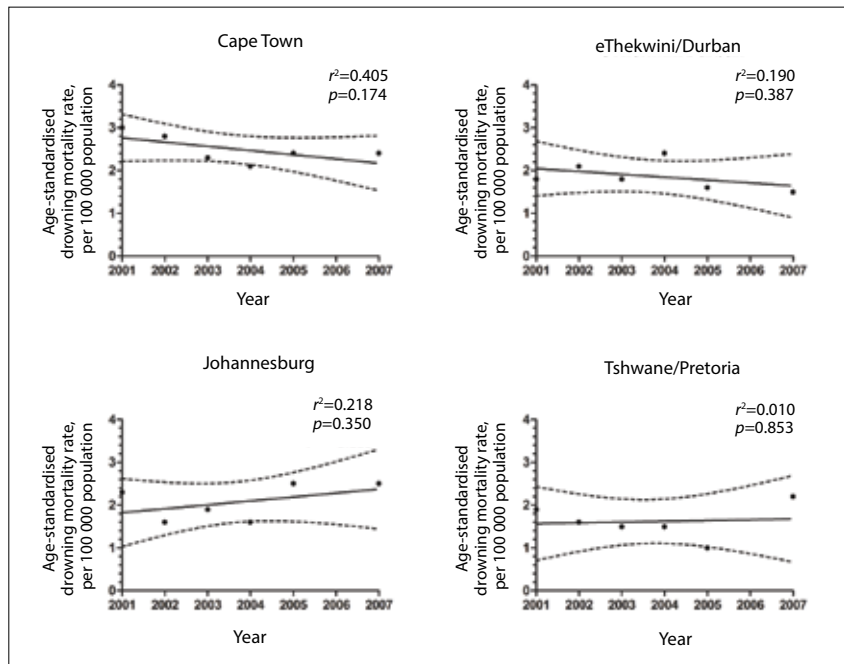 Cape Town
r²=0.405
p=0.174
Age-standardised
drowning mortality rate,
per 100 000 population
4
3
2
1
0
2001 2002 2003 2004 2005 2006 2007
Year
eThekwini/Durban
r²=0.190
p=0.387
Age-standardised
drowning mortality rate,
per 100 000 population
4
3
2
1
0
2001 2002 2003 2004 2005 2006 2007
Year
Johannesburg
r²=0.218
p=0.350
Age-standardised
drowning mortality rate,
per 100 000 population
4
3
2
1
0
2001 2002 2003 2004 2005 2006 2007
Year
Tshwane/Pretoria
r²=0.010
p=0.853
Age-standardised
drowning mortality rate,
per 100 000 population
4
3
2
1
0
2001 2002 2003 2004 2005 2006 2007
Year